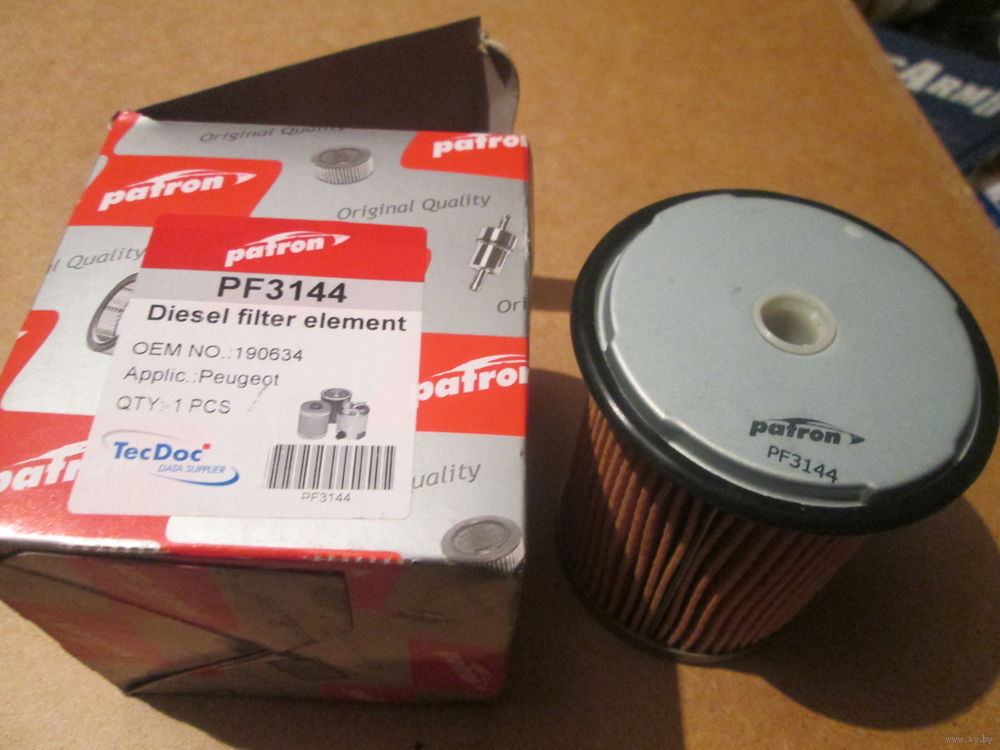 Original Quality
patron
patron
Original Quality
Quality
patron
PF3144
Diesel filter element
OEM NO.:190634
Applic.:Peugeot
QTY: 1 PCS
TecDoc
DATA SUPPLIER
PF3144
patron
patron
patron
PF3144
www.ay.by